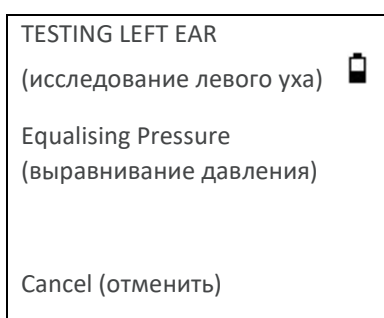 TESTING LEFT EAR
(исследование левого уха)
Equalising Pressure
(выравнивание давления)
Cancel (отменить)